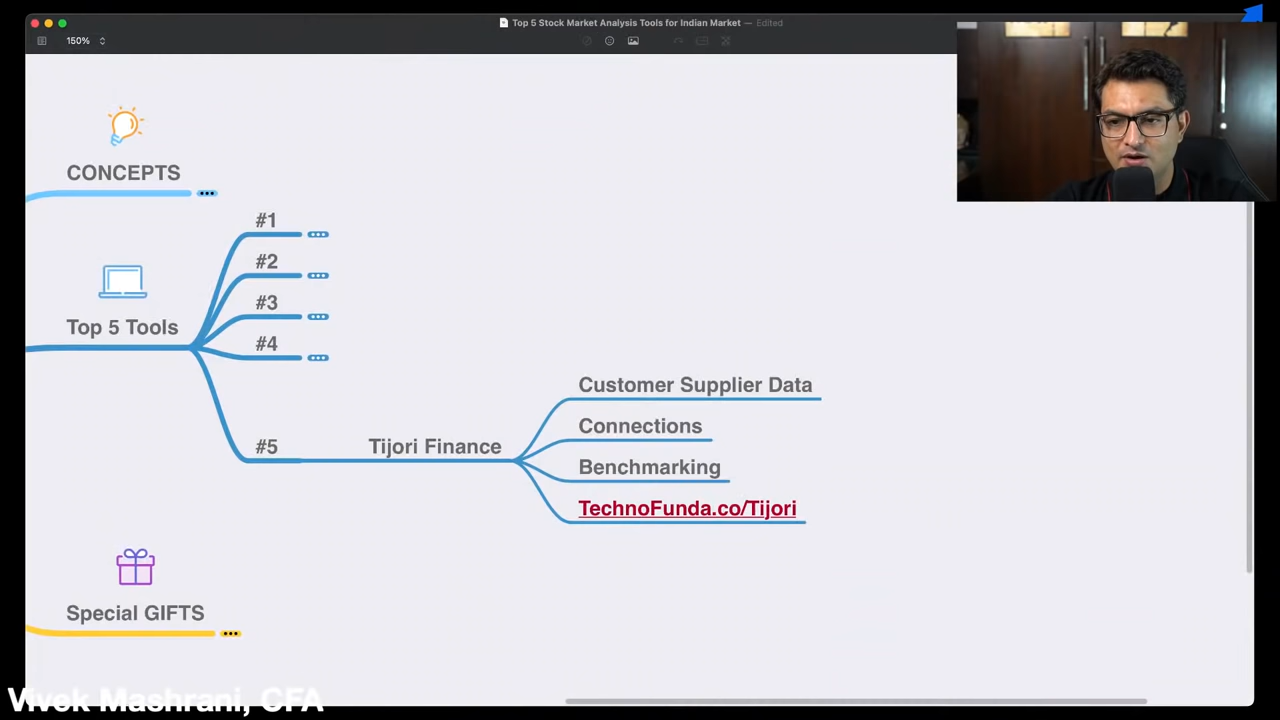 Top 5 Stock Market Analysis Tools for Indian Market — Edited
150%
CONCEPTS
#1
#2
#3
Top 5 Tools
#4
Customer Supplier Data
Connections
#5
Tijori Finance
Benchmarking
TechnoFunda.co/Tijori
Special GIFTS
Vivek Mashrani, CFA